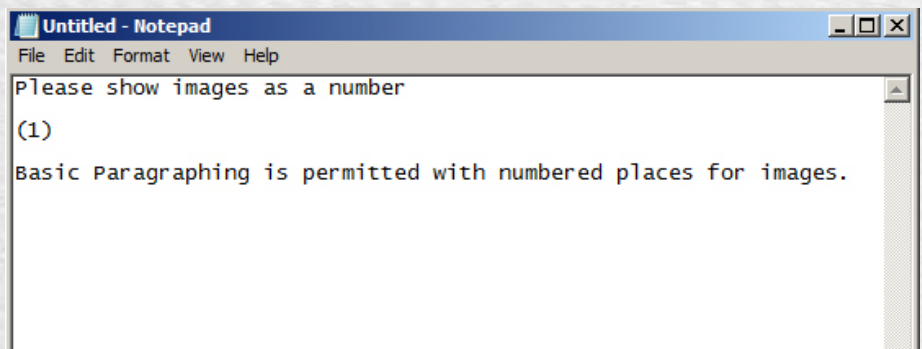 Untitled - Notepad
File Edit Format View Help
Please show images as a number
(1)
Basic Paragraphing is permitted with numbered places for images.